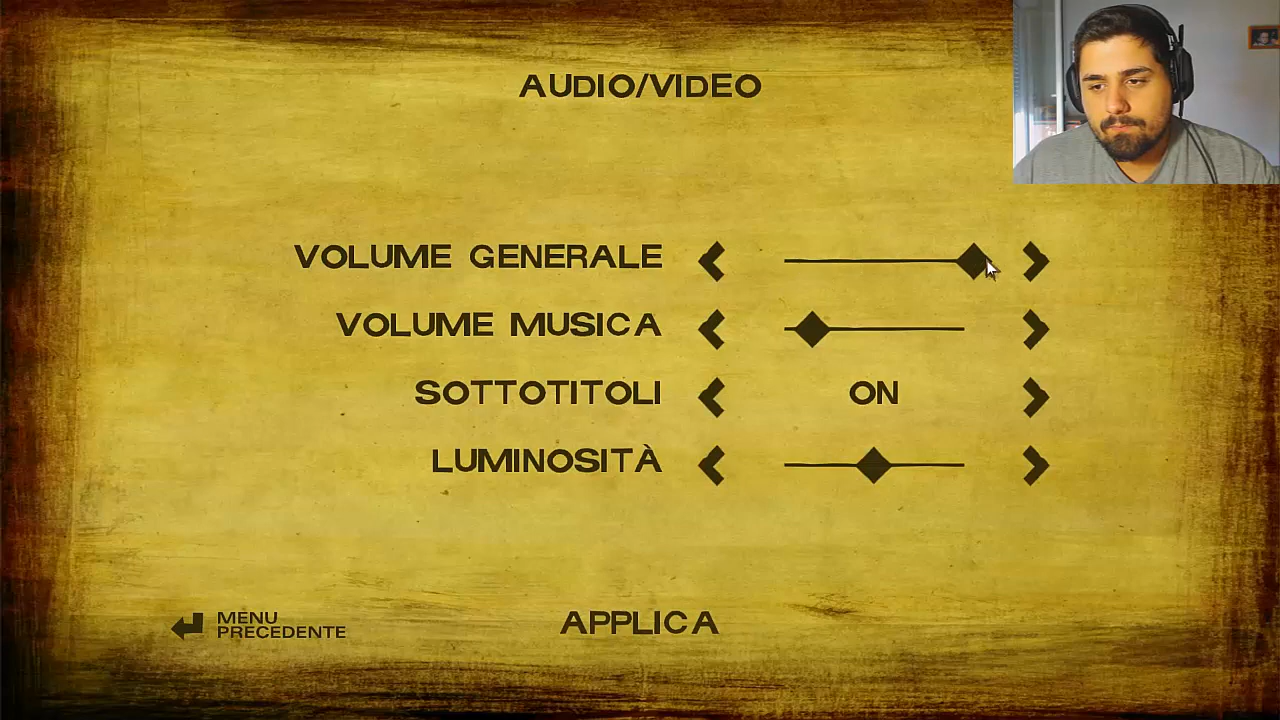 AUDIO/VIDEO
VOLUME GENERALE
VOLUME MUSICA
SOTTOTITOLI ON
LUMINOSITÀ
MENU
PRECEDENTE
APPLICA